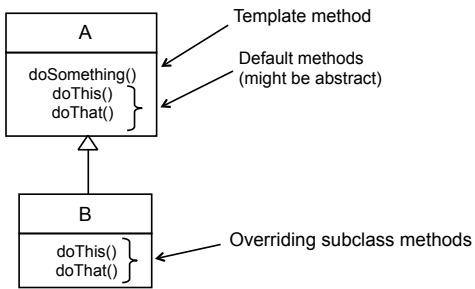 A
Template method
doSomething()
doThis()
doThat()
Default methods
(might be abstract)
B
doThis()
doThat()
Overriding subclass methods